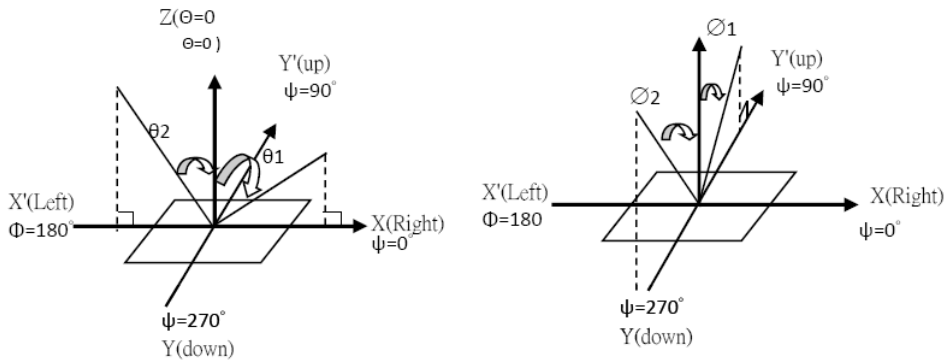 Z(Θ=0
Θ=0 )
Y'(up)
ψ=90°
θ2
θ1
X'(Left)
Φ=180°
X(Right)
ψ=0°
ψ=270°
Y(down)
∅1
Y'(up)
ψ=90°
∅2
X'(Left)
Φ=180
X(Right)
ψ=0°
ψ=270°
Y(down)